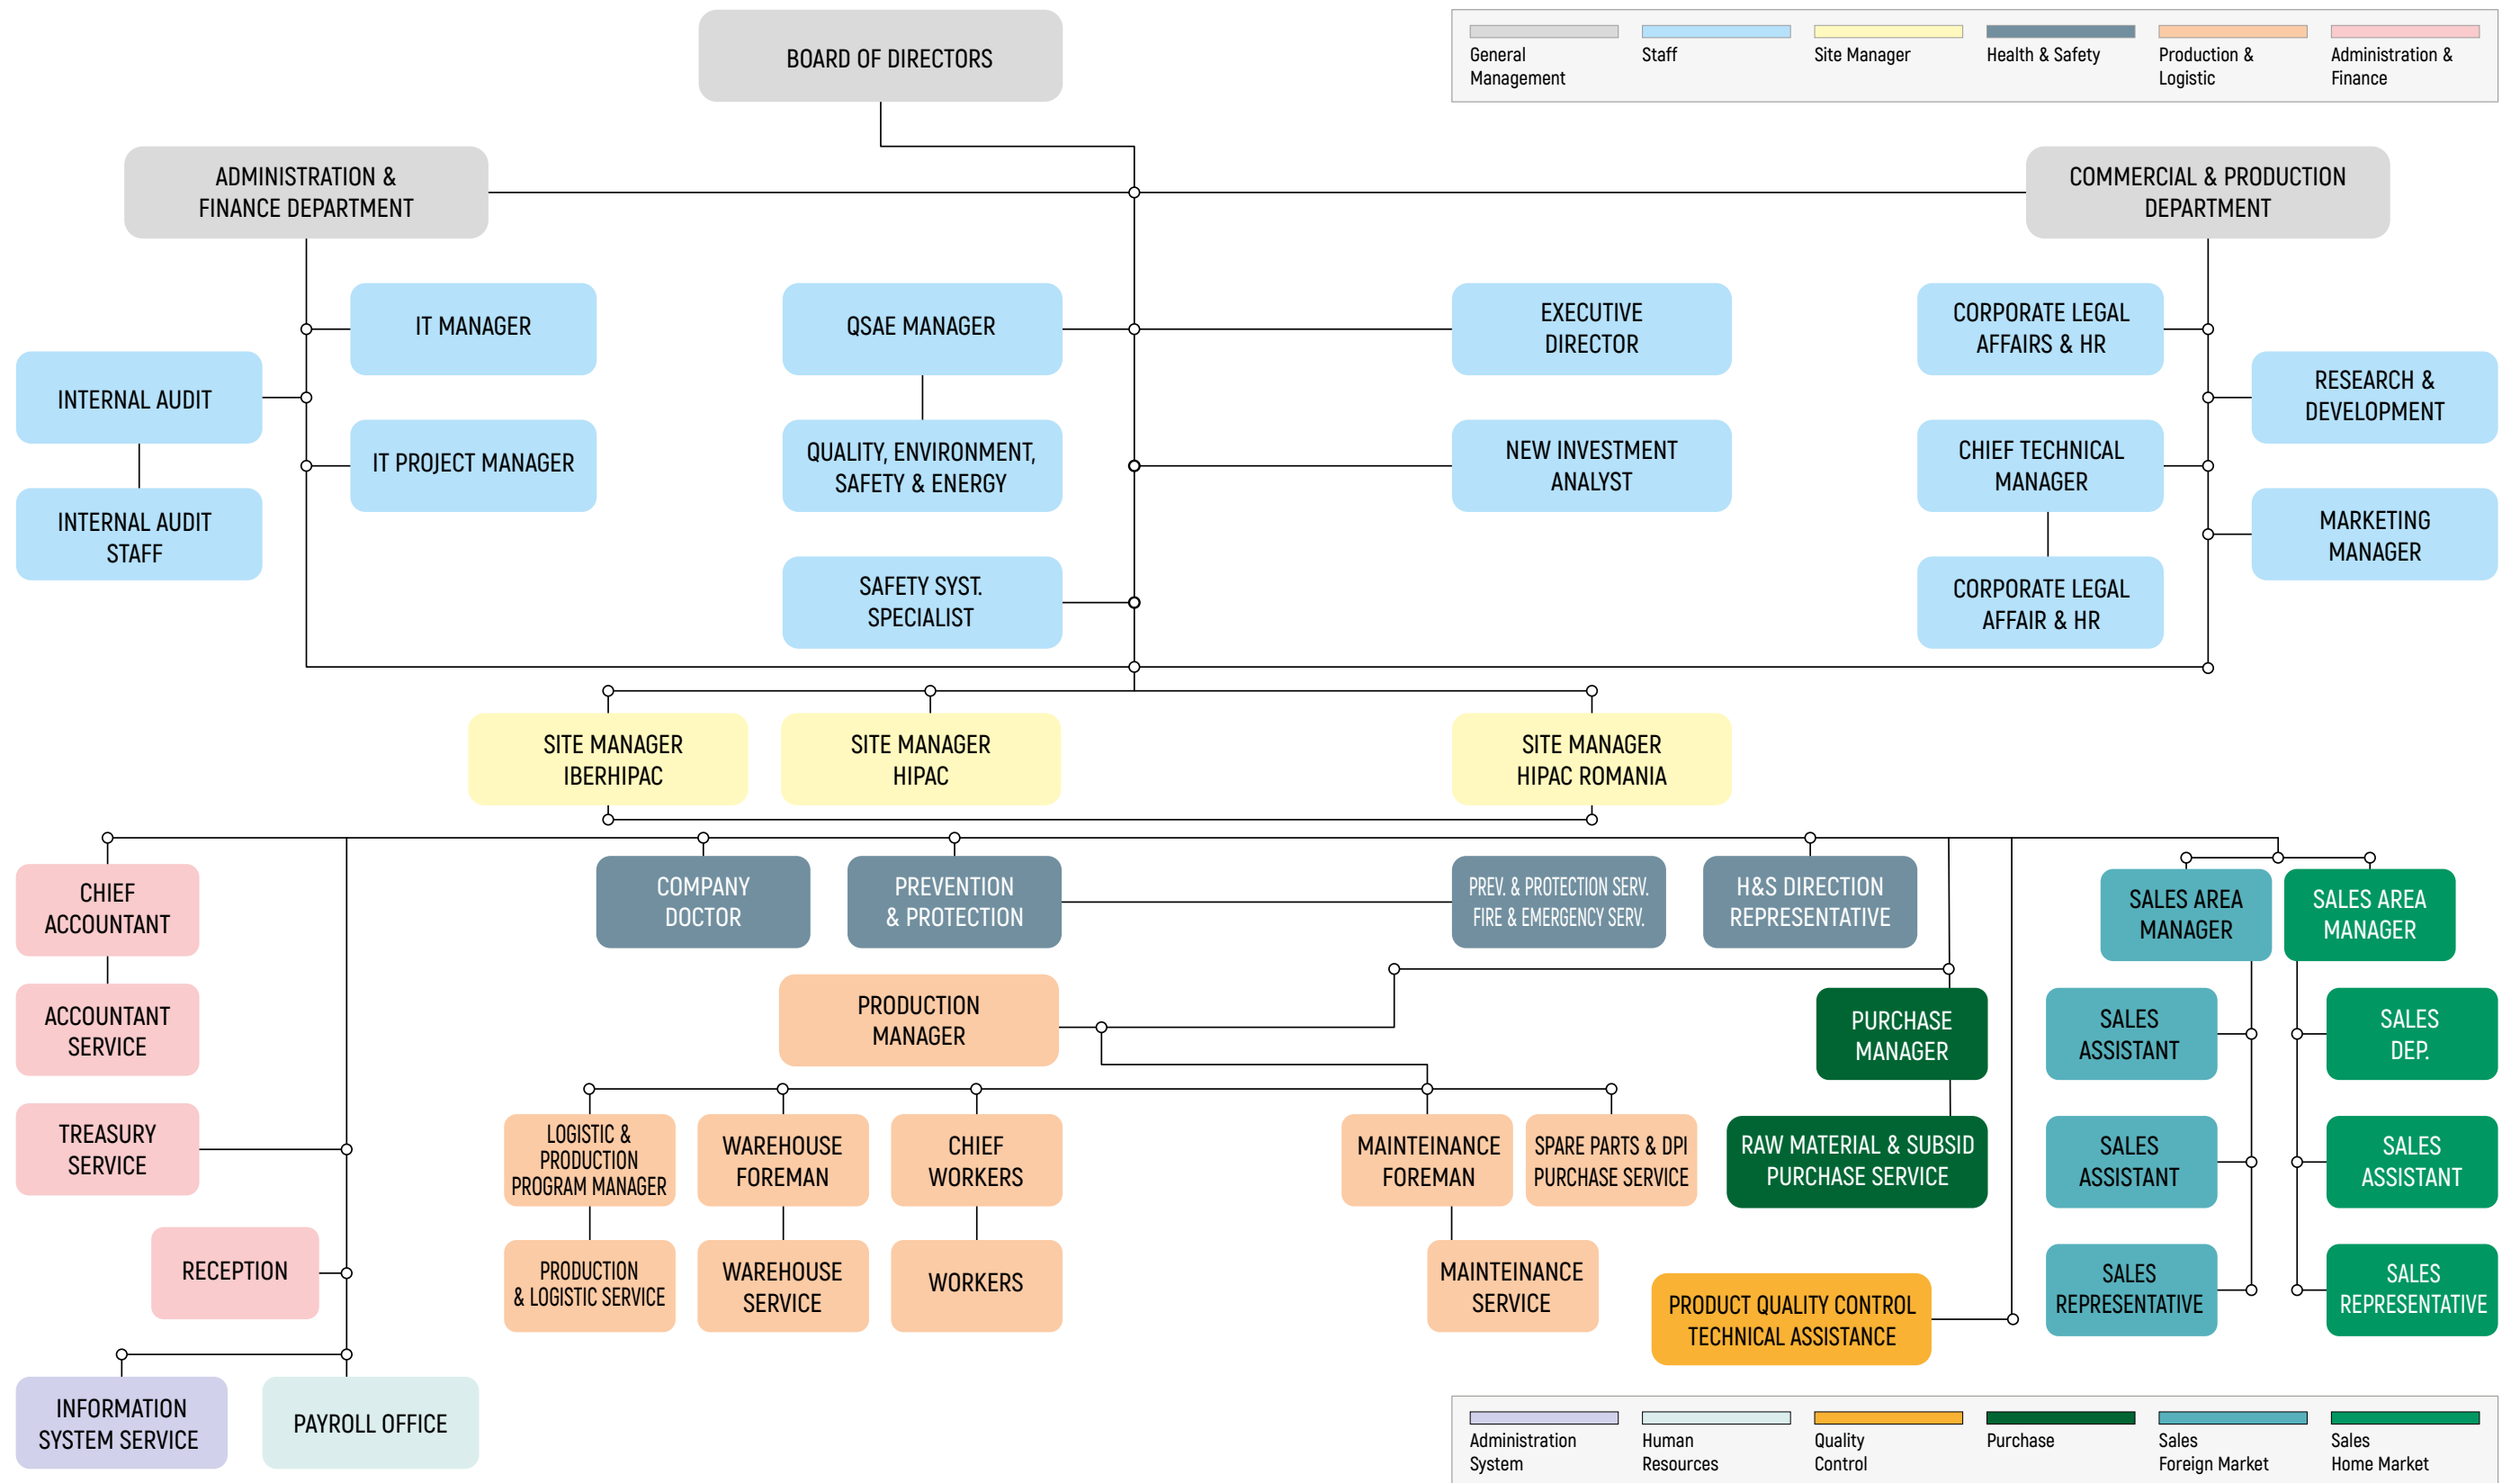 BOARD OF DIRECTORS
General
Management
Staff
Site Manager
Health & Safety
Production &
Logistic
Administration &
Finance
ADMINISTRATION &
FINANCE DEPARTMENT
COMMERCIAL & PRODUCTION
DEPARTMENT
IT MANAGER
QSAE MANAGER
EXECUTIVE
DIRECTOR
CORPORATE LEGAL
AFFAIRS & HR
INTERNAL AUDIT
RESEARCH &
DEVELOPMENT
IT PROJECT MANAGER
QUALITY, ENVIRONMENT,
SAFETY & ENERGY
NEW INVESTMENT
ANALYST
CHIEF TECHNICAL
MANAGER
INTERNAL AUDIT
STAFF
MARKETING
MANAGER
SAFETY SYST.
SPECIALIST
CORPORATE LEGAL
AFFAIR & HR
SITE MANAGER
IBERHIPAC
SITE MANAGER
HIPAC
SITE MANAGER
HIPAC ROMANIA
CHIEF
ACCOUNTANT
COMPANY
DOCTOR
PREVENTION
& PROTECTION
PREV. & PROTECTION SERV.
FIRE & EMERGENCY SERV.
H&S DIRECTION
REPRESENTATIVE
SALES AREA
MANAGER
SALES AREA
MANAGER
ACCOUNTANT
SERVICE
PRODUCTION
MANAGER
PURCHASE
MANAGER
SALES
ASSISTANT
SALES
DEP.
TREASURY
SERVICE
LOGISTIC &
PRODUCTION
PROGRAM MANAGER
WAREHOUSE
FOREMAN
CHIEF
WORKERS
MAINTEINANCE
FOREMAN
SPARE PARTS & DPI
PURCHASE SERVICE
RAW MATERIAL & SUBSID
PURCHASE SERVICE
SALES
ASSISTANT
SALES
ASSISTANT
RECEPTION
PRODUCTION
& LOGISTIC SERVICE
WAREHOUSE
SERVICE
WORKERS
MAINTEINANCE
SERVICE
PRODUCT QUALITY CONTROL
TECHNICAL ASSISTANCE
SALES
REPRESENTATIVE
SALES
REPRESENTATIVE
INFORMATION
SYSTEM SERVICE
PAYROLL OFFICE
Administration
System
Human
Resources
Quality
Control
Purchase
Sales
Foreign Market
Sales
Home Market